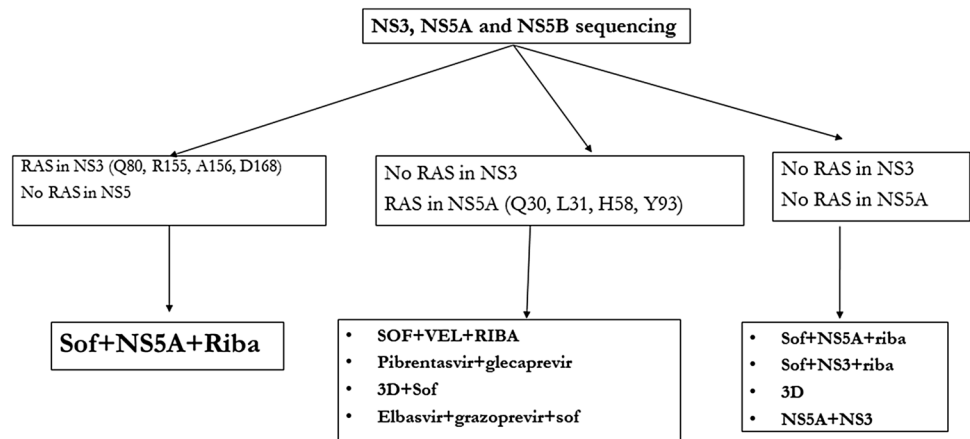 NS3, NS5A and NS5B sequencing
RAS in NS3 (Q80, R155, A156, D168)
No RAS in NS5
No RAS in NS3
RAS in NS5A (Q30, L31, H58, Y93)
No RAS in NS3
No RAS in NS5A
Sof+NS5A+Riba
• SOF+VEL+RIBA
• Pibrentasvir+glecaprevir
• 3D+Sof
• Elbasvir+grazoprevir+sof
• Sof+NS5A+riba
• Sof+NS3+riba
• 3D
• NS5A+NS3